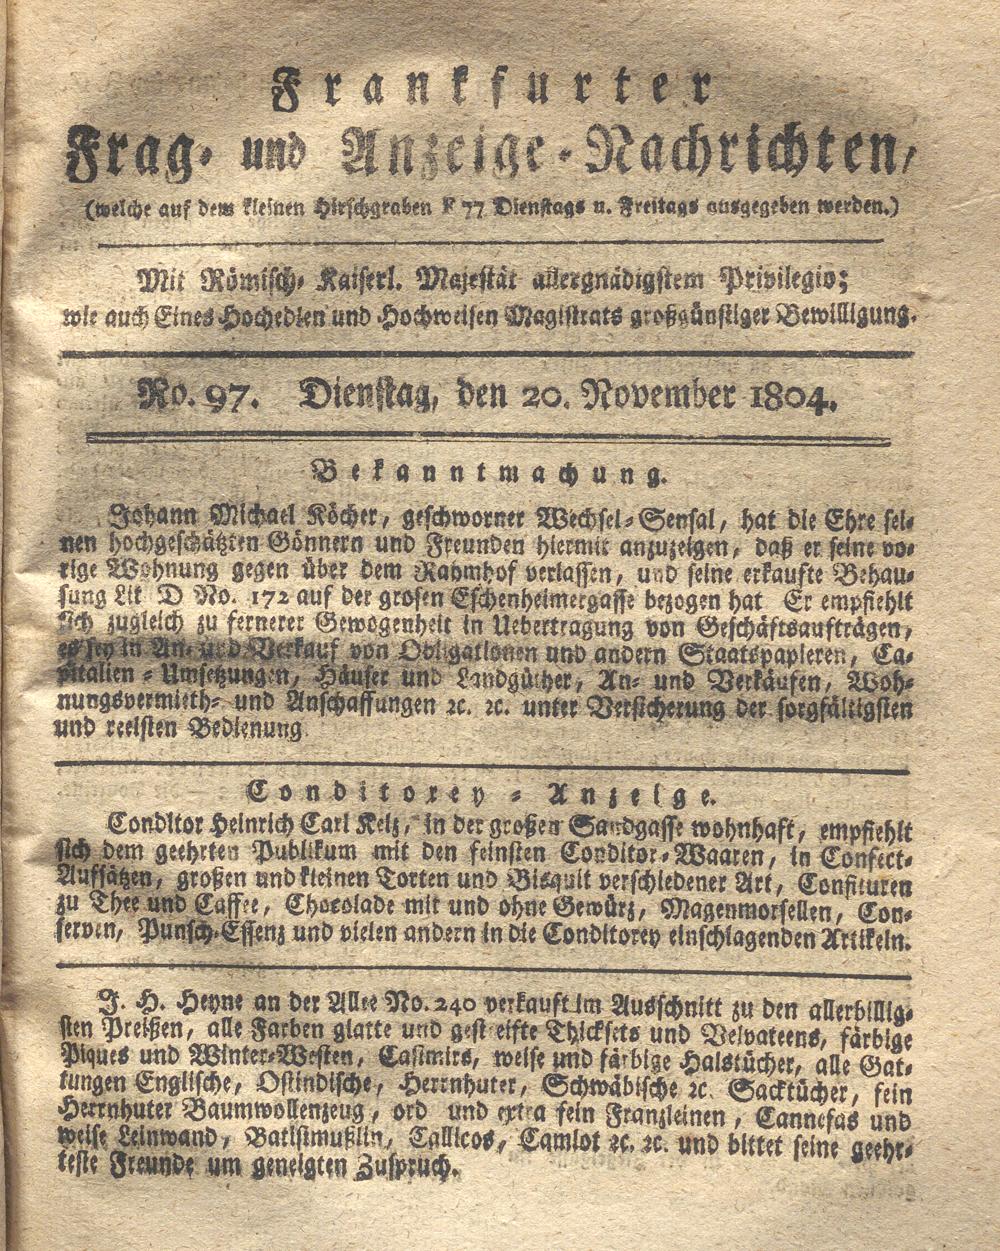 Frankfurter
Frag- und Anzeige-Nachrichten,
(welche auf dem kleinen Hirschgraben F 77 Dienstags u. Freitags ausgegeben werden.)
Mit Römisch- Kaiserl. Majestät allergnädigstem Privilegio;
wie auch Eines Hochedlen und Hochweisen Magistrats großgünstiger Bewilligung.
No. 97. Dienstag, den 20. November 1804.
Bekanntmachung.
Johann Michael Köcher, geschworner Wechsel-Sensal, hat die Ehre sei-
nen hochgeschätzten Gönnern und Freunden hiermit anzuzeigen, daß er seine vo-
rige Wohnung gegen über dem Rahmhof verlassen, und seine erkaufte Behau-
sung Lit D No. 172 auf der grosen Eschenheimergasse bezogen hat Er empfiehlt
sich zugleich zu fernerer Gewogenheit in Uebertragung von Geschäftsaufträgen,
es sey in An- und Verkauf von Obligationen und andern Staatspapieren, Ca-
pitalien-Umsetzungen, Häuser und Landgüther, An- und Verkäufen, Woh-
nungsvermieth- und Anschaffungen ꝛc. ꝛc. unter Versicherung der sorgfältigsten
und reelsten Bedienung
Conditorey-Anzeige.
Conditor Heinrich Carl Kelz, in der großen Sandgasse wohnhaft, empfiehlt
sich dem geehrten Publikum mit den feinsten Conditor-Waaren, in Confect-
Aufsätzen, großen und kleinen Torten und Bisquit verschiedener Art, Confituren
zu Thee und Caffee, Chocolade mit und ohne Gewürz, Magenmorsellen, Con-
serven, Punsch-Essenz und vielen andern in die Conditorey einschlagenden Artikeln.
J. H. Heyne an der Allee No. 240 verkauft im Ausschnitt zu den allerbillig-
sten Preißen, alle Farben glatte und gestreifte Thicksets und Velvateens, färbige
Piques und Winter-Westen, Casimirs, weise und färbige Halstücher, alle Gat-
tungen Englische, Ostindische, Herrnhuter, Schwäbische ꝛc. Sacktücher, fein
Herrnhuter Baumwollenzeug, ord und extra fein Franzleinen, Cannefas und
weise Leinwand, Batistmußlin, Callicos, Camlot ꝛc. ꝛc. und bittet seine geehr-
teste Freunde um geneigten Zuspruch.